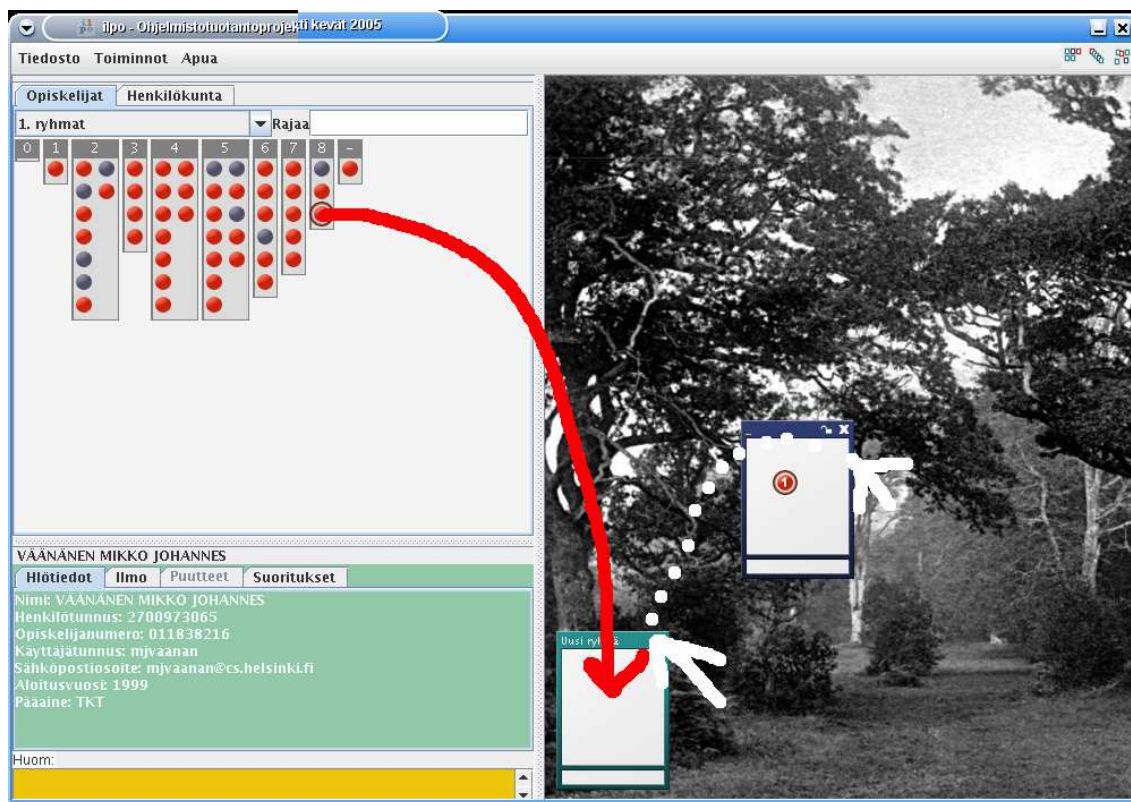 ilpo - Ohjelmistotuotantoprojekti kevät 2005
Tiedosto Toiminnot Apua
Opiskelijat Henkilökunta
1. ryhmat Rajaa
0 1 2 3 4 5 6 7 8 -
1
VÄÄNÄNEN MIKKO JOHANNES
Hlötiedot Ilmo Puutteet Suoritukset
Nimi: VÄÄNÄNEN MIKKO JOHANNES
Henkilötunnus: 2700973065
Opiskelijanumero: 011838216
Käyttäjätunnus: mjvaanan
Sähköpostiosoite: mjvaanan@cs.helsinki.fi
Aloitusvuosi: 1999
Pääaine: TKT
Uusi ryhmä
Huom: